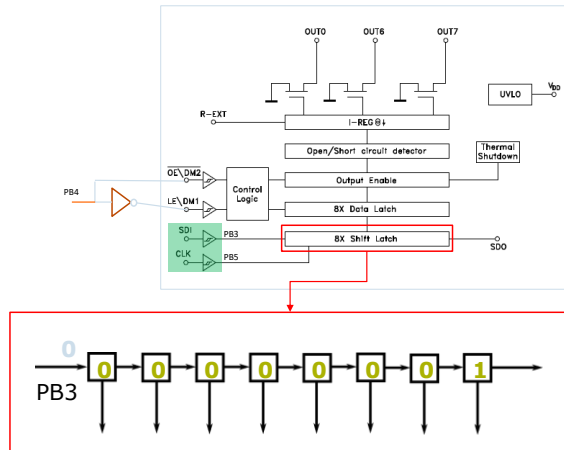 OUT0 OUT6 OUT7
UVLO VDD
R-EXT I-REG
Open/Short circuit detector
Thermal
Shutdown
OE\DM2
Output Enable
PB4
Control
Logic
LE\DM1
8X Data Latch
SDI PB3 8X Shift Latch SDO
CLK PB5
0
0 0 0 0 0 0 0 1
PB3